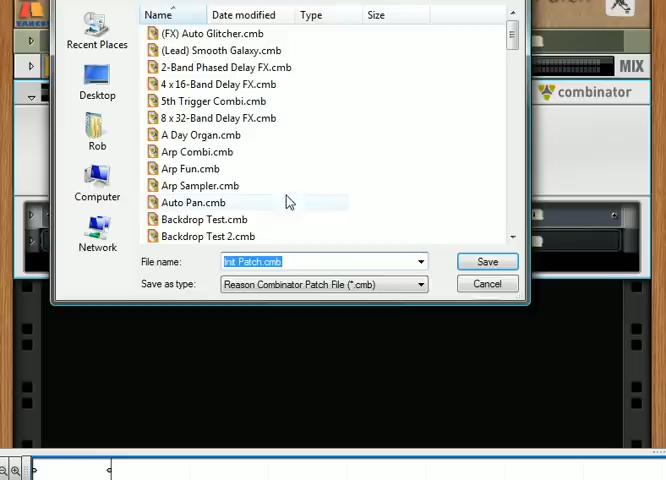 Name Date modified Type Size
Recent Places
(FX) Auto Glitcher.cmb
(Lead) Smooth Galaxy.cmb
2-Band Phased Delay FX.cmb
MIX
Desktop
4 x 16-Band Delay FX.cmb
combinator
5th Trigger Combi.cmb
8 x 32-Band Delay FX.cmb
A Day Organ.cmb
Rob
Arp Combi.cmb
Arp Fun.cmb
Computer
Arp Sampler.cmb
Auto Pan.cmb
Backdrop Test.cmb
Network
Backdrop Test 2.cmb
File name: Init Patch.cmb Save
Save as type: Reason Combinator Patch File (*.cmb) Cancel